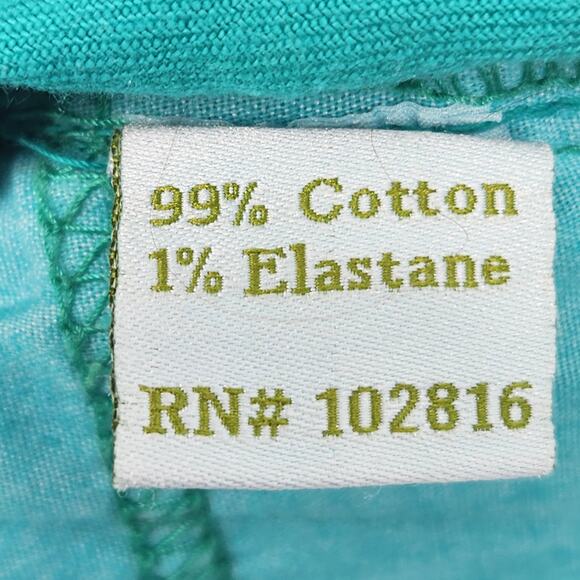 99% Cotton
1% Elastane
RN# 102816